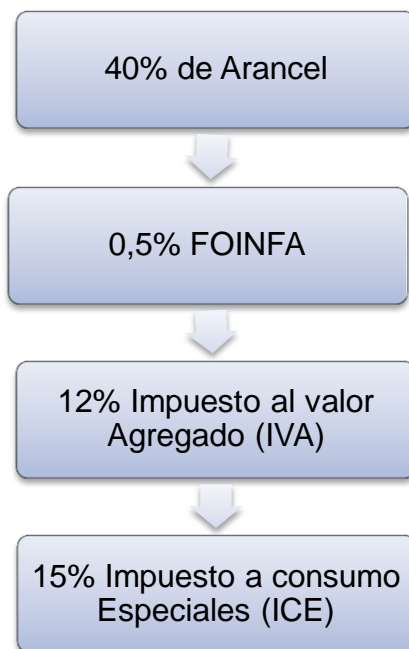 40% de Arancel
0,5% FOINFA
12% Impuesto al valor
Agregado (IVA)
15% Impuesto a consumo
Especiales (ICE)